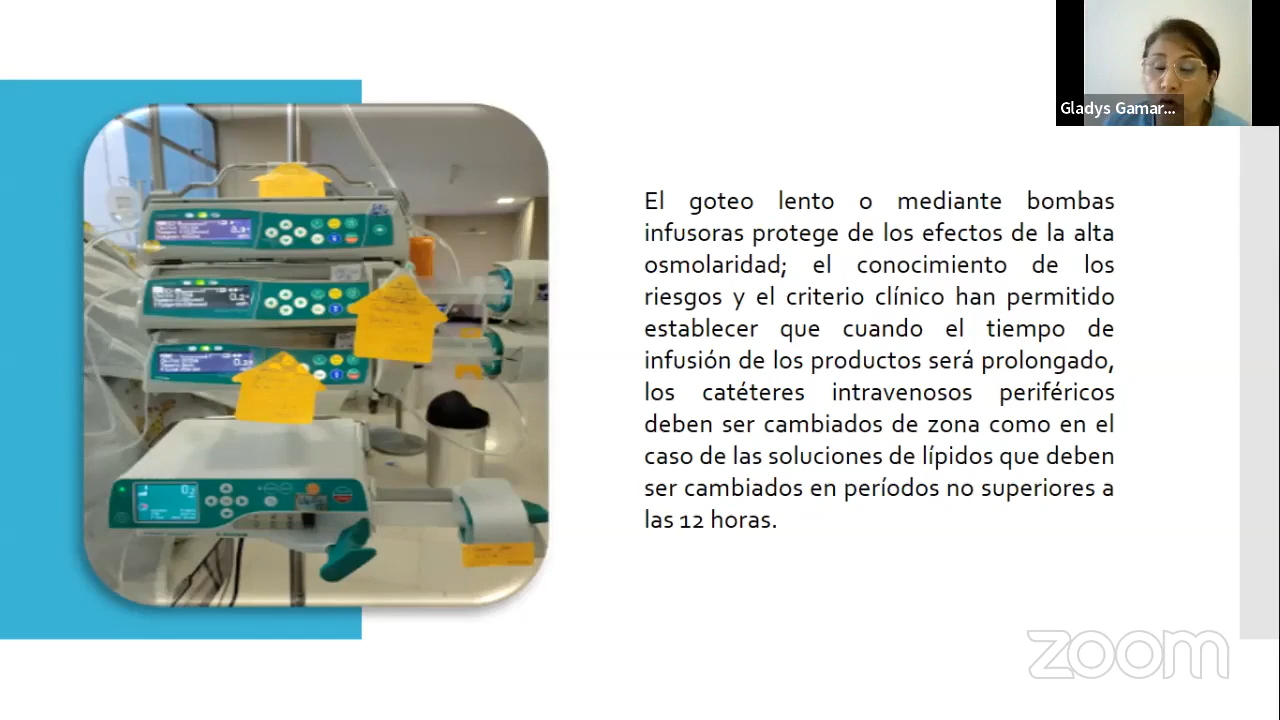 Gladys Gamar...
El goteo lento o mediante bombas
infusoras protege de los efectos de la alta
osmolaridad; el conocimiento de los
riesgos y el criterio clínico han permitido
establecer que cuando el tiempo de
infusión de los productos será prolongado,
los catéteres intravenosos periféricos
deben ser cambiados de zona como en el
caso de las soluciones de lípidos que deben
ser cambiados en períodos no superiores a
las 12 horas.
zoom